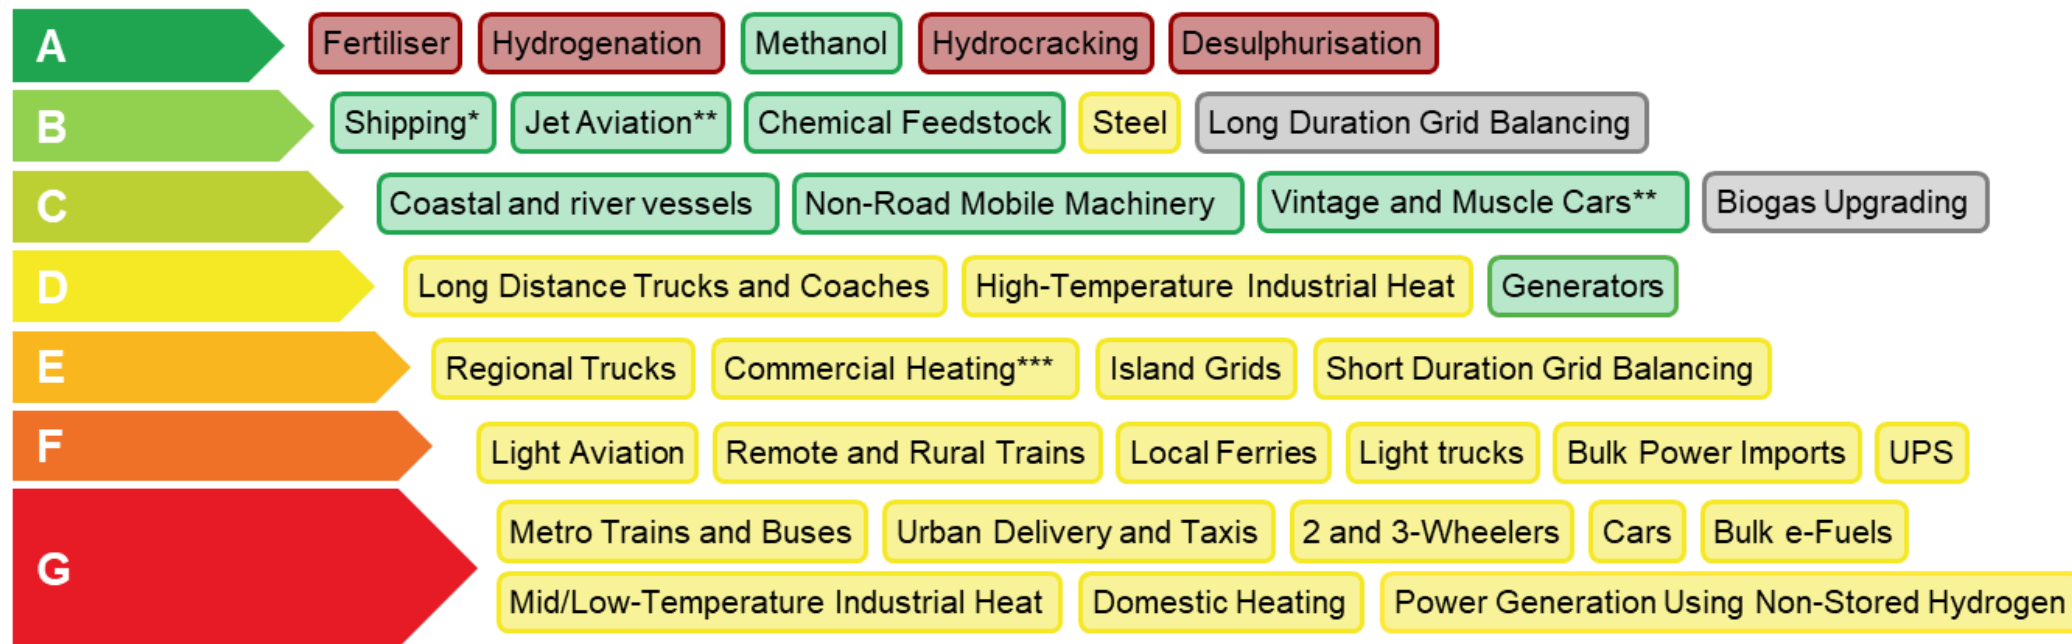 A Fertiliser Hydrogenation Methanol Hydrocracking Desulphurisation
B Shipping* Jet Aviation** Chemical Feedstock Steel Long Duration Grid Balancing
C Coastal and river vessels Non-Road Mobile Machinery Vintage and Muscle Cars** Biogas Upgrading
D Long Distance Trucks and Coaches High-Temperature Industrial Heat Generators
E Regional Trucks Commercial Heating*** Island Grids Short Duration Grid Balancing
F Light Aviation Remote and Rural Trains Local Ferries Light trucks Bulk Power Imports UPS
G Metro Trains and Buses Urban Delivery and Taxis 2 and 3-Wheelers Cars Bulk e-Fuels
Mid/Low-Temperature Industrial Heat Domestic Heating Power Generation Using Non-Stored Hydrogen